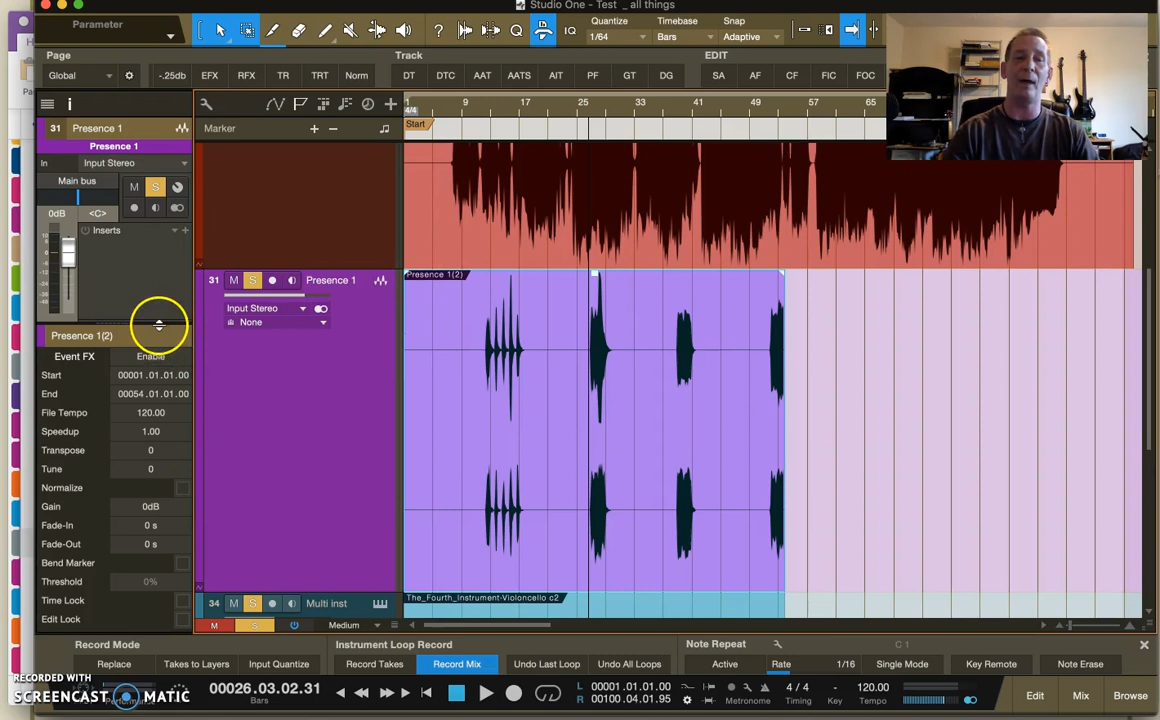 Studio One - Test _ all things
Parameter
IQ
Quantize
1/64
Timebase
Bars
Snap
Adaptive
Page
Global
-.25db
EFX
RFX
TR
TRT
Norm
Track
DT
DTC
AAT
AATS
AIT
PF
GT
DG
EDIT
SA
AF
CF
FIC
FOC
1
9
17
25
33
41
49
57
65
4/4
31
Presence 1
Marker
Start
Presence 1
In
Input Stereo
Main bus
M
S
0dB
<C>
Inserts
31
M
S
Presence 1
Input Stereo
None
Presence 1(2)
Presence 1(2)
Event FX
Enable
Start
00001.01.01.00
End
00054.01.01.00
File Tempo
120.00
Speedup
1.00
Transpose
0
Tune
0
Normalize
Gain
0dB
Fade-In
0 s
Fade-Out
0 s
Bend Marker
Threshold
0%
Time Lock
Edit Lock
34
M
S
Multi inst
The_Fourth_Instrument-Violoncello c2
M
S
Medium
Record Mode
Replace
Takes to Layers
Input Quantize
Instrument Loop Record
Record Takes
Record Mix
Undo Last Loop
Undo All Loops
Note Repeat
C 1
Active
Rate
1/16
Single Mode
Key Remote
Note Erase
RECORDED WITH
SCREENCAST MATIC
00026.03.02.31
Bars
L
00001.01.01.00
R
00100.04.01.95
Metronome
4 / 4
Timing
-
Key
120.00
Tempo
Edit
Mix
Browse